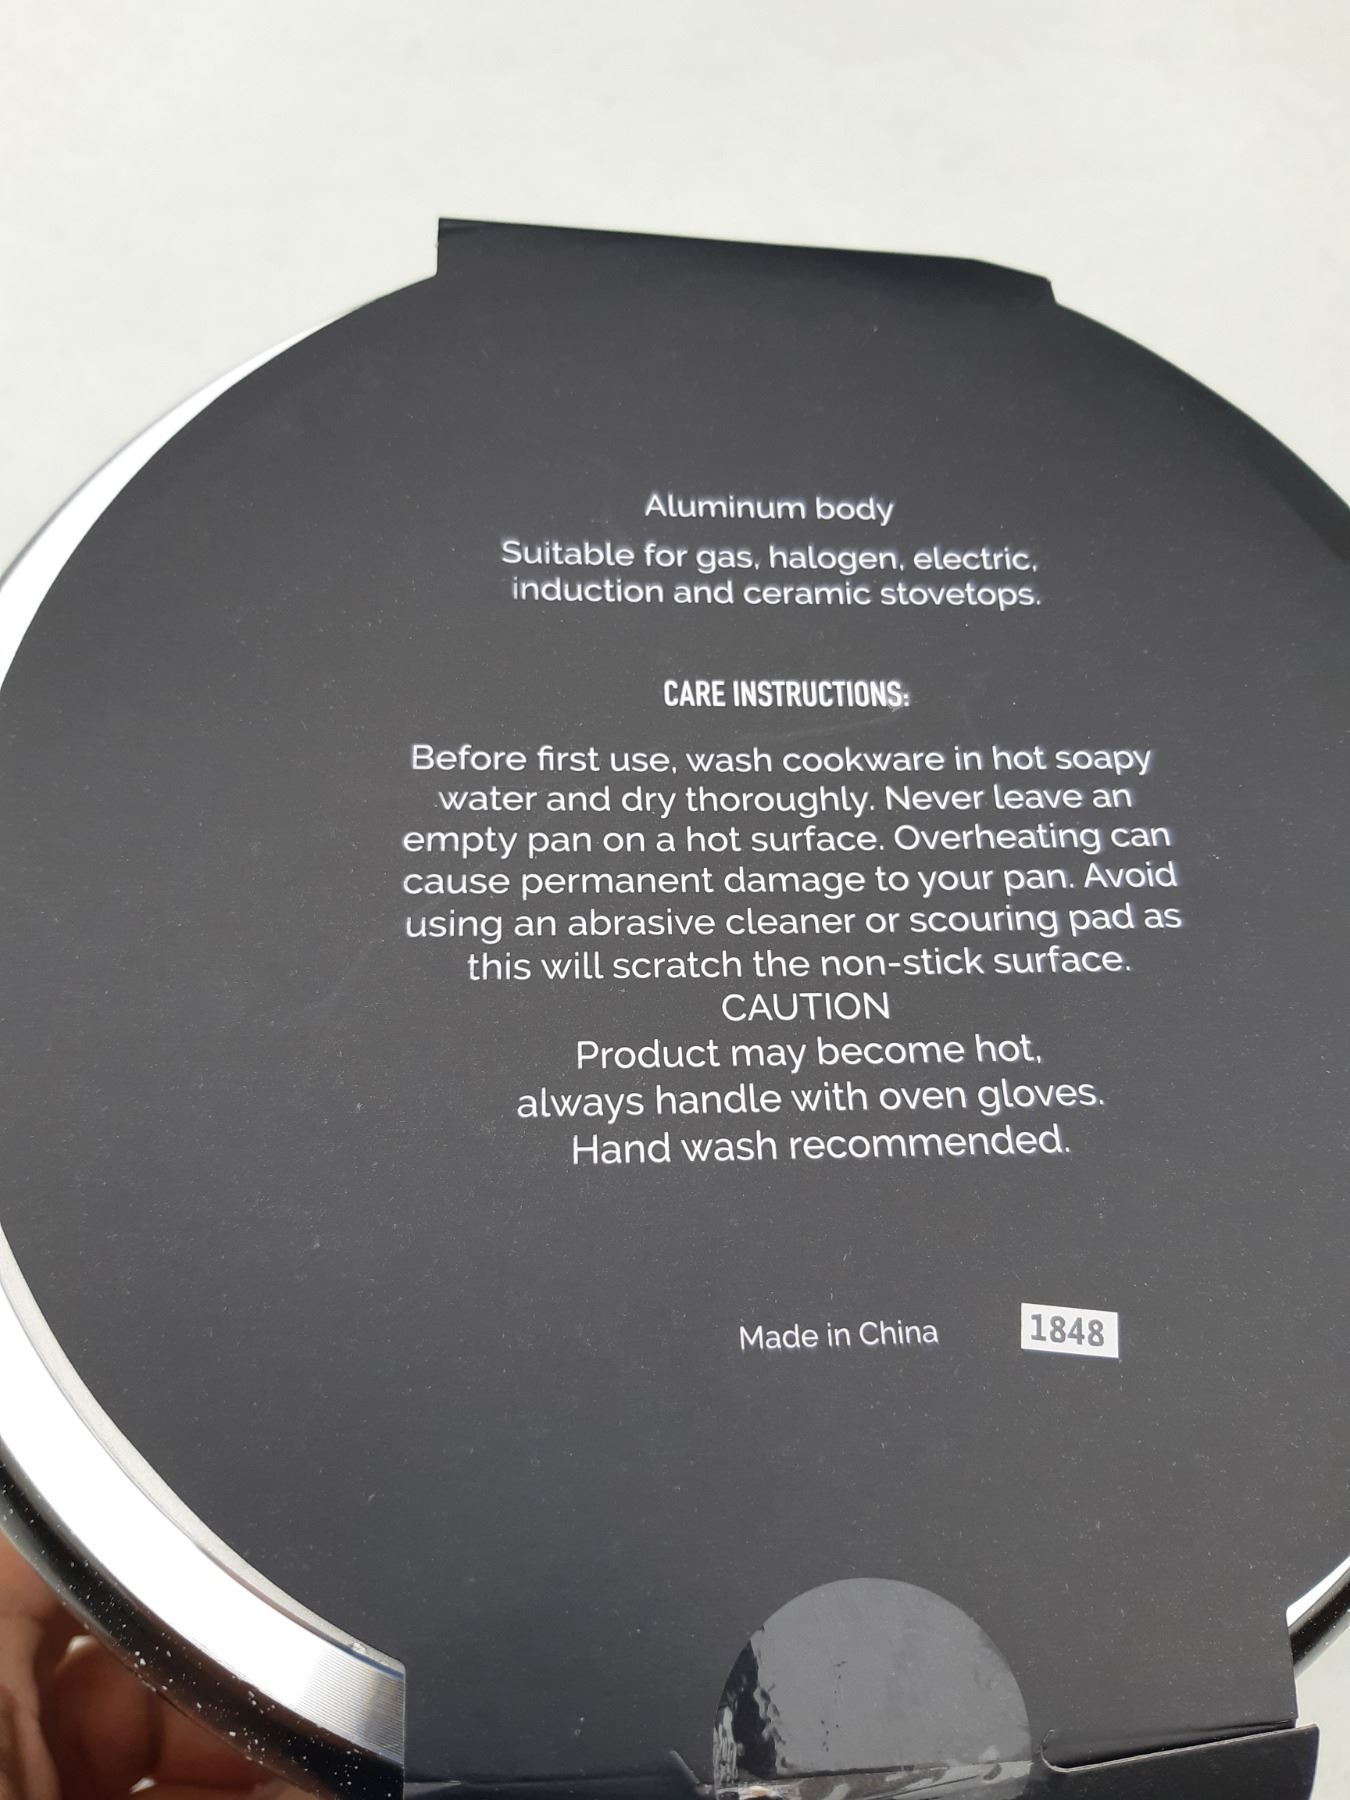 Aluminum body
Suitable for gas, halogen, electric,
induction and ceramic stovetops.
CARE INSTRUCTIONS:
Before first use, wash cookware in hot soapy
water and dry thoroughly. Never leave an
empty pan on a hot surface. Overheating can
cause permanent damage to your pan. Avoid
using an abrasive cleaner or scouring pad as
this will scratch the non-stick surface.
CAUTION
Product may become hot,
always handle with oven gloves.
Hand wash recommended.
Made in China 1848